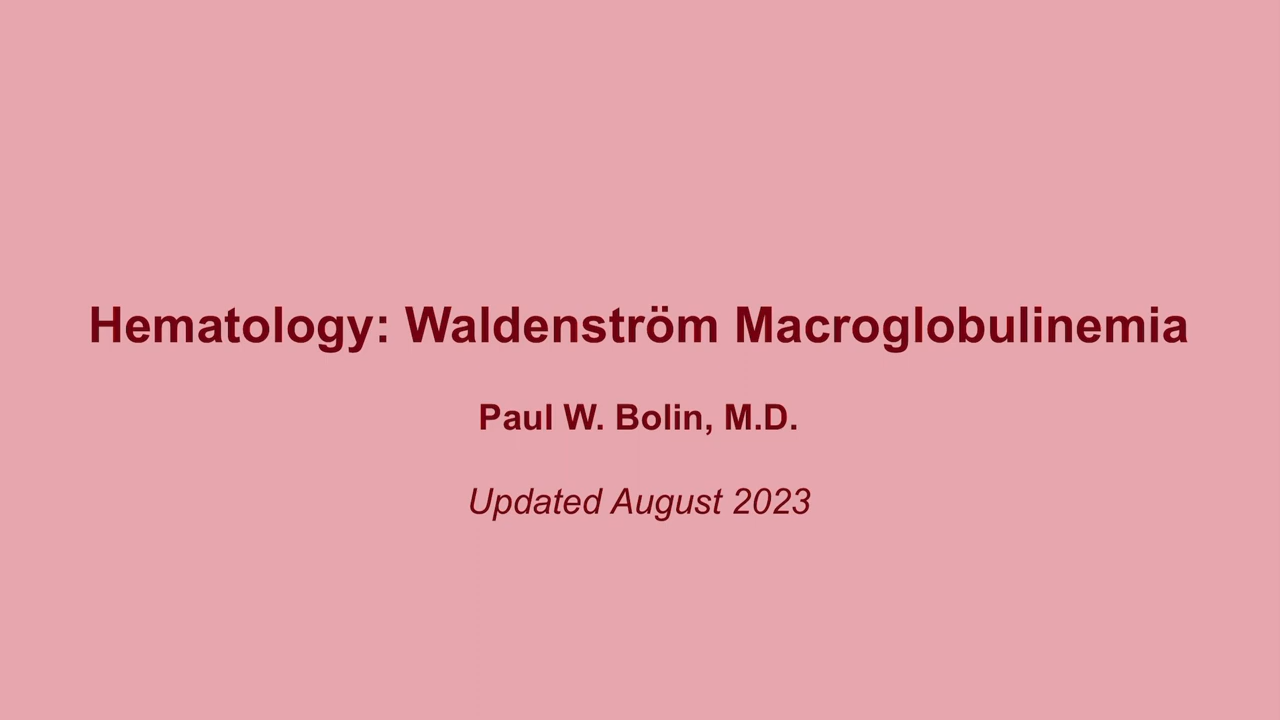 Hematology: Waldenström Macroglobulinemia
Paul W. Bolin, M.D.
Updated August 2023